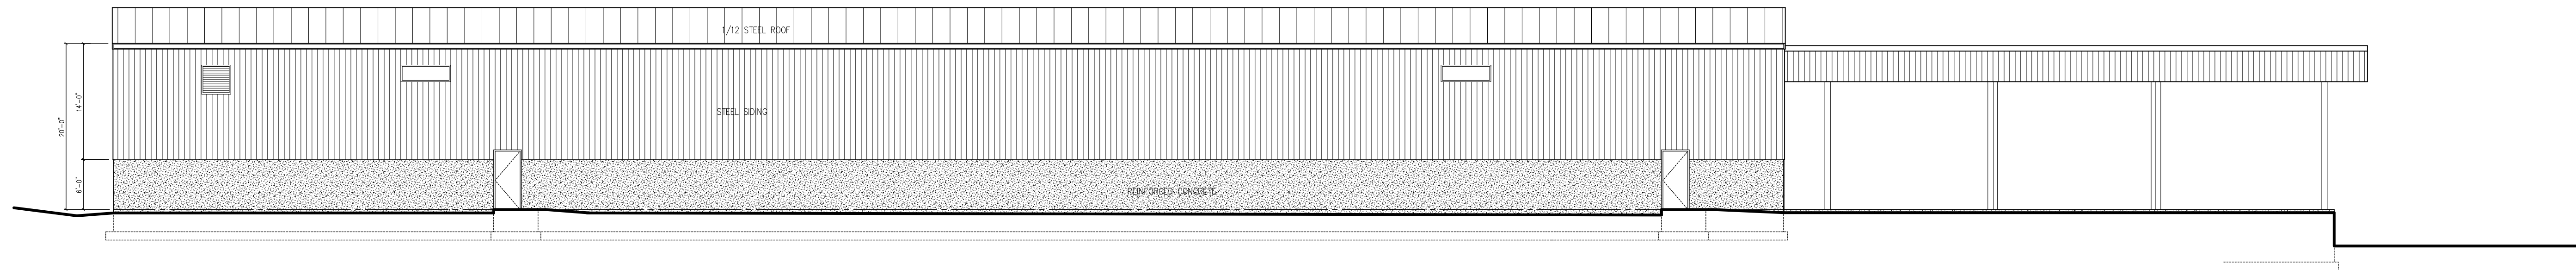 1/12 STEEL ROOF
14'-0"
20'-0"
STEEL SIDING
6'-0"
REINFORCED CONCRETE